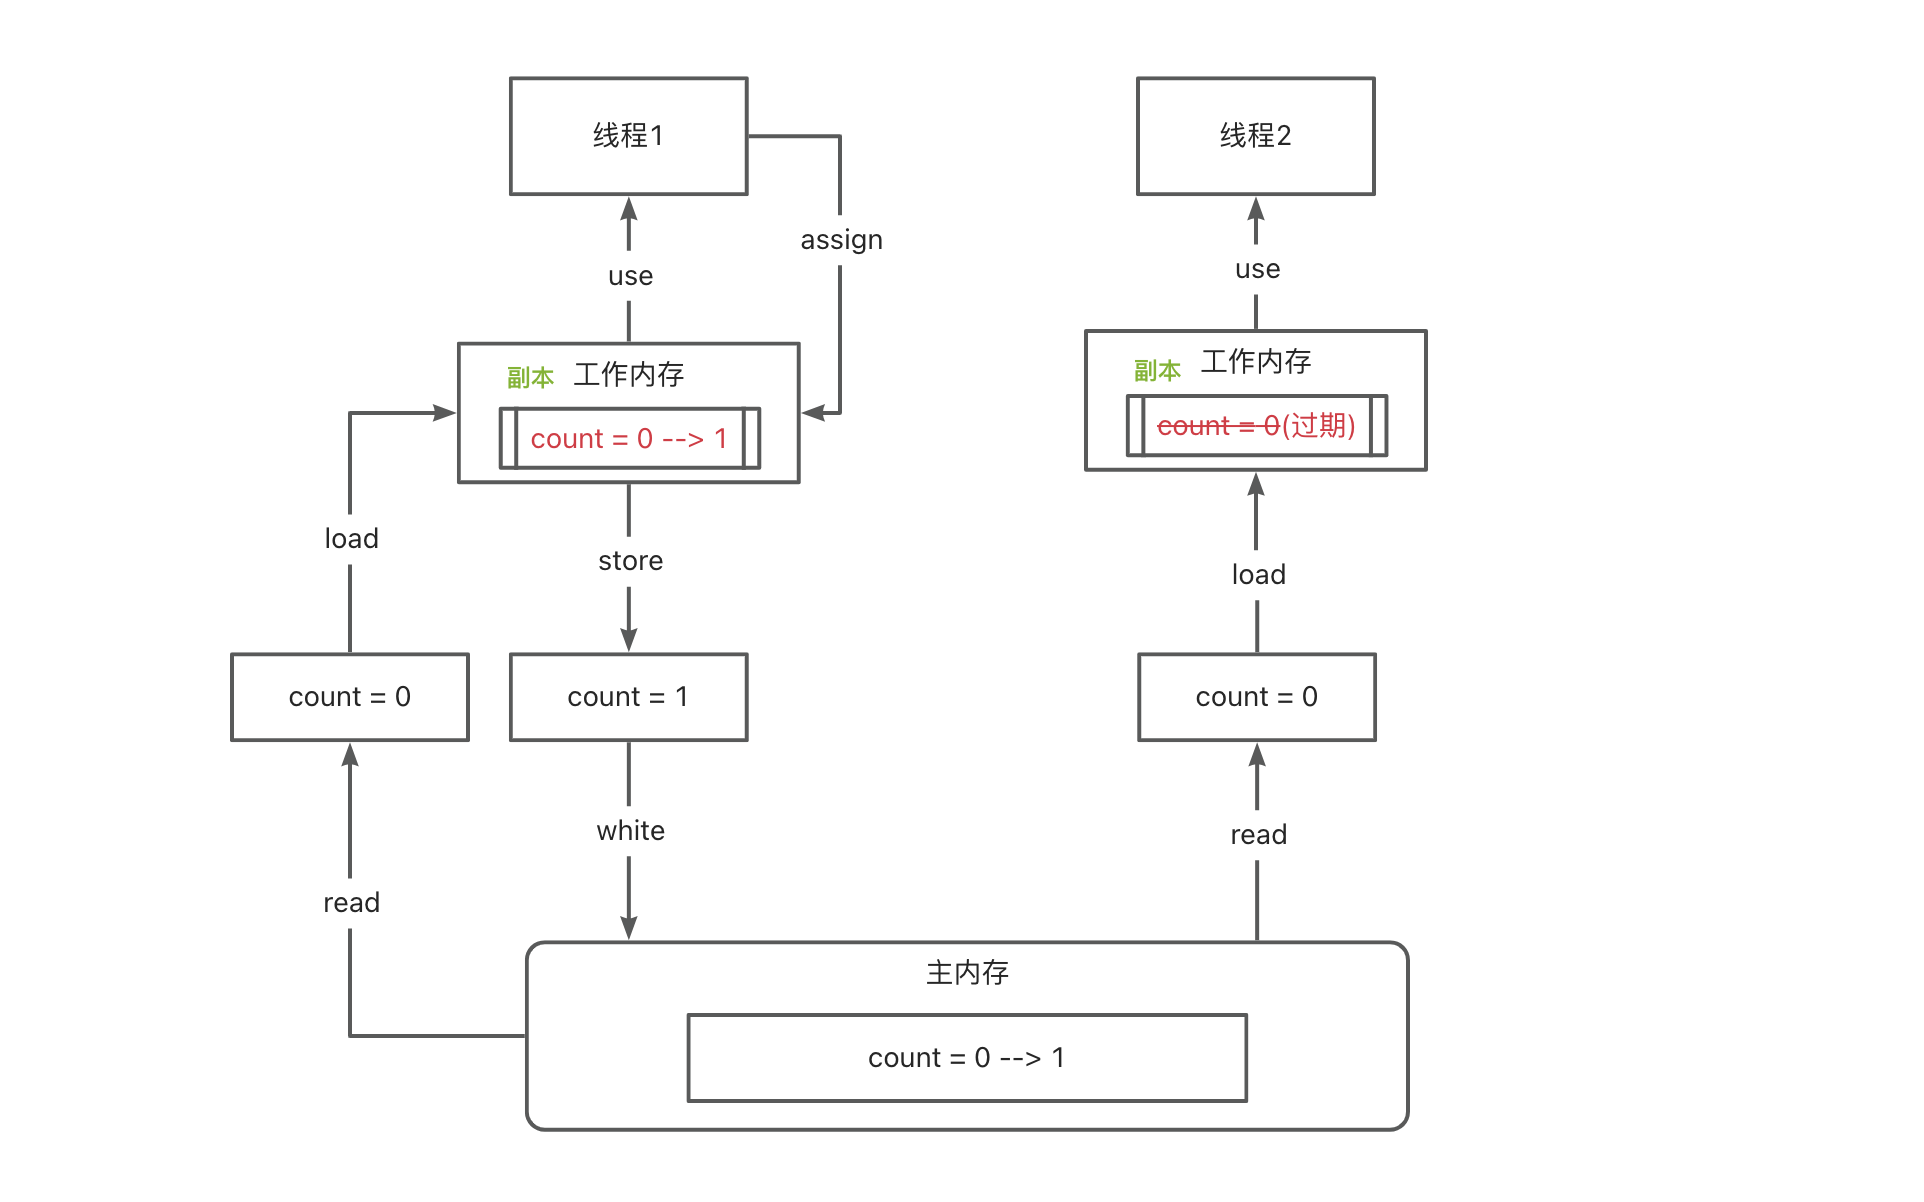 线程1
线程2
assign
use
use
副本 工作内存
count = 0 --> 1
副本 工作内存
count = 0(过期)
load
store
load
count = 0
count = 1
count = 0
white
read
read
主内存
count = 0 --> 1